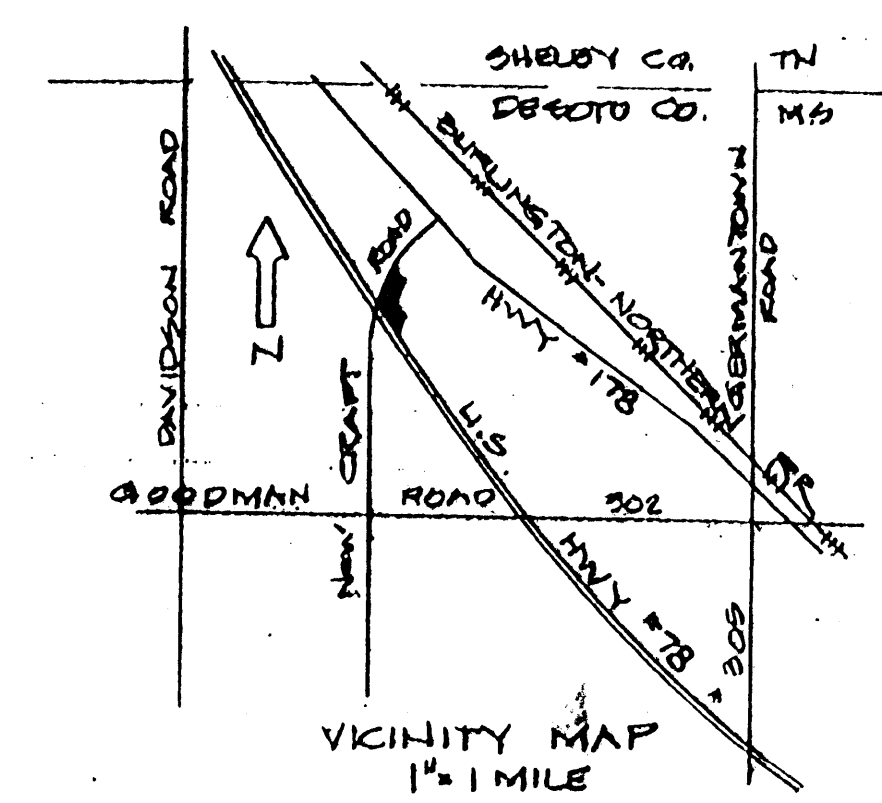 SHELBY CO. TN
DESOTO CO. M.S
BURLINGTON-NORTHERN
RR
DAVIDSON ROAD
N
NEW CRAFT ROAD
HWY #178
GERMANTOWN ROAD
GOODMAN ROAD 302
U.S. HWY #78
#305
VICINITY MAP
1"= 1 MILE